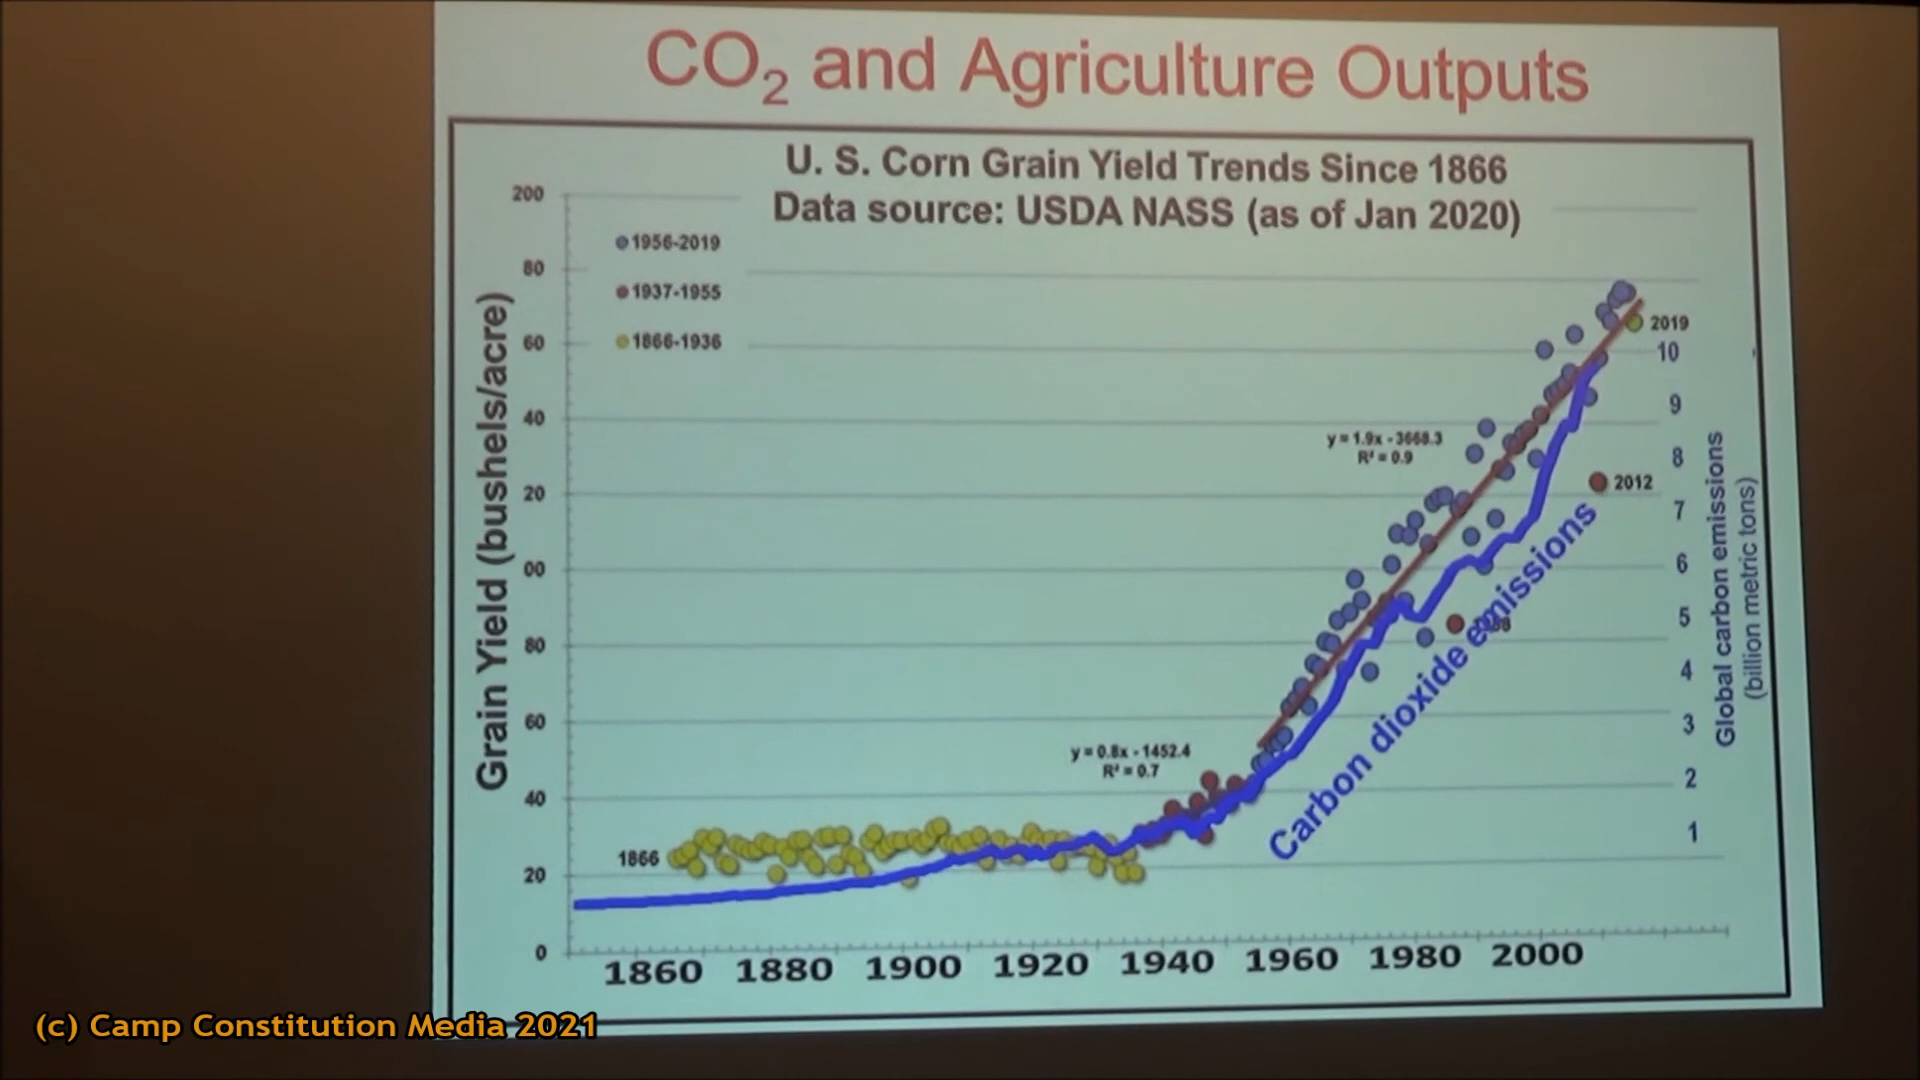 CO₂ and Agriculture Outputs
U. S. Corn Grain Yield Trends Since 1866
Data source: USDA NASS (as of Jan 2020)
200
80
60
40
20
00
80
60
40
20
0
Grain Yield (bushels/acre)
1956-2019
1937-1955
1866-1936
1866
y = 0.8x - 1452.4
R² = 0.7
y = 1.9x - 3668.3
R² = 0.9
2019
2012
Carbon dioxide emissions
10
9
8
7
6
5
4
3
2
1
Global carbon emissions
(billion metric tons)
1860 1880 1900 1920 1940 1960 1980 2000
(c) Camp Constitution Media 2021